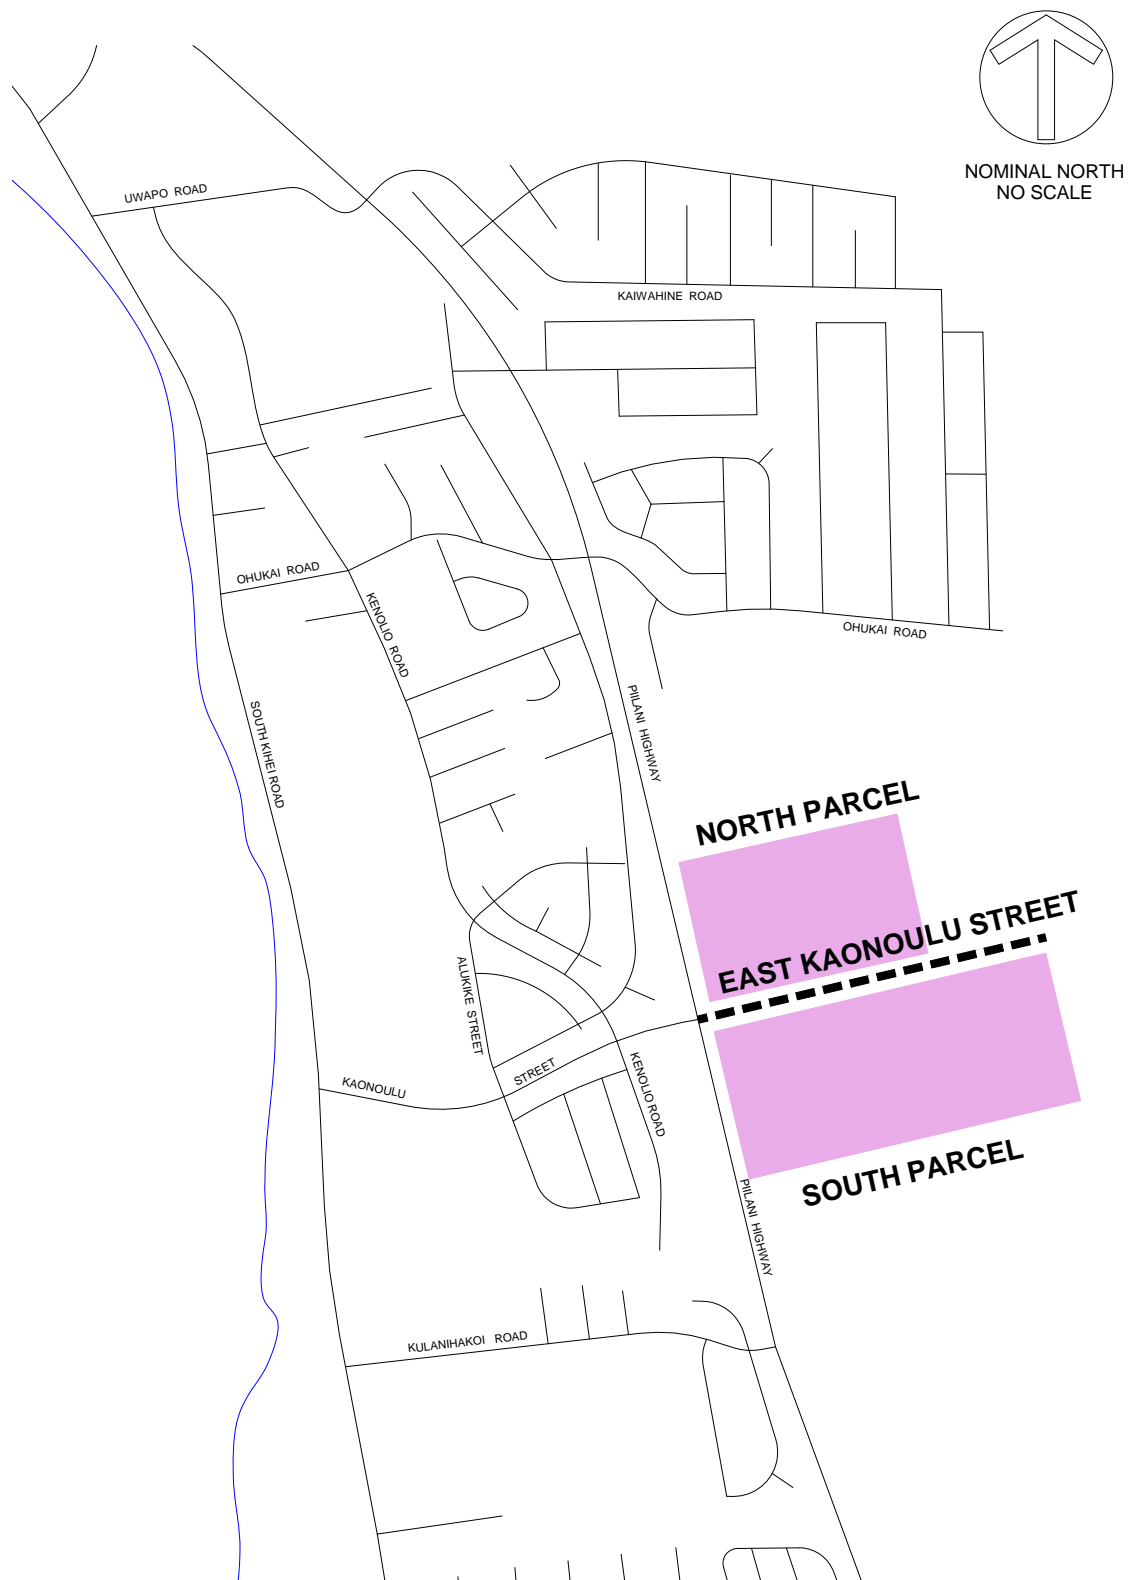 NOMINAL NORTH
NO SCALE
UWAPO ROAD
KAIWAHINE ROAD
OHUKAI ROAD
KENOLIO ROAD
OHUKAI ROAD
SOUTH KIHEI ROAD
PIILANI HIGHWAY
NORTH PARCEL
EAST KAONOULU STREET
ALUKIKE STREET
KAONOULU
STREET
KENOLIO ROAD
SOUTH PARCEL
PIILANI HIGHWAY
KULANIHAKOI ROAD